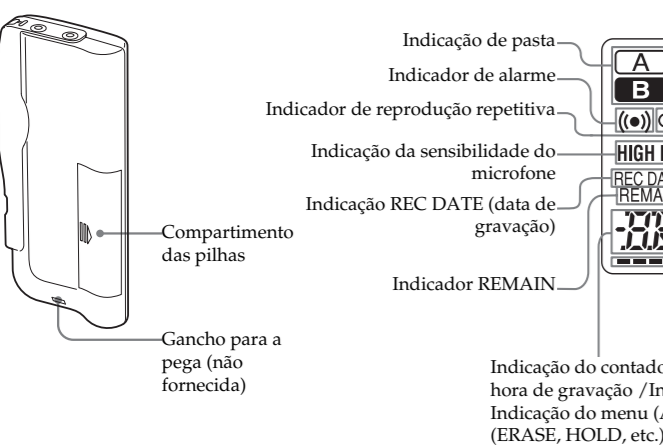 Compartimento
das pilhas
Gancho para a
pega (não
fornecida)
Indicação de pasta
Indicador de alarme
Indicador de reprodução repetitiva
Indicação da sensibilidade do
microfone
Indicação REC DATE (data de
gravação)
Indicador REMAIN
A
B
HIGH
REC
Indicação do
hora de gravação
Indicação do menu
(ERASE, HOLD, etc.)